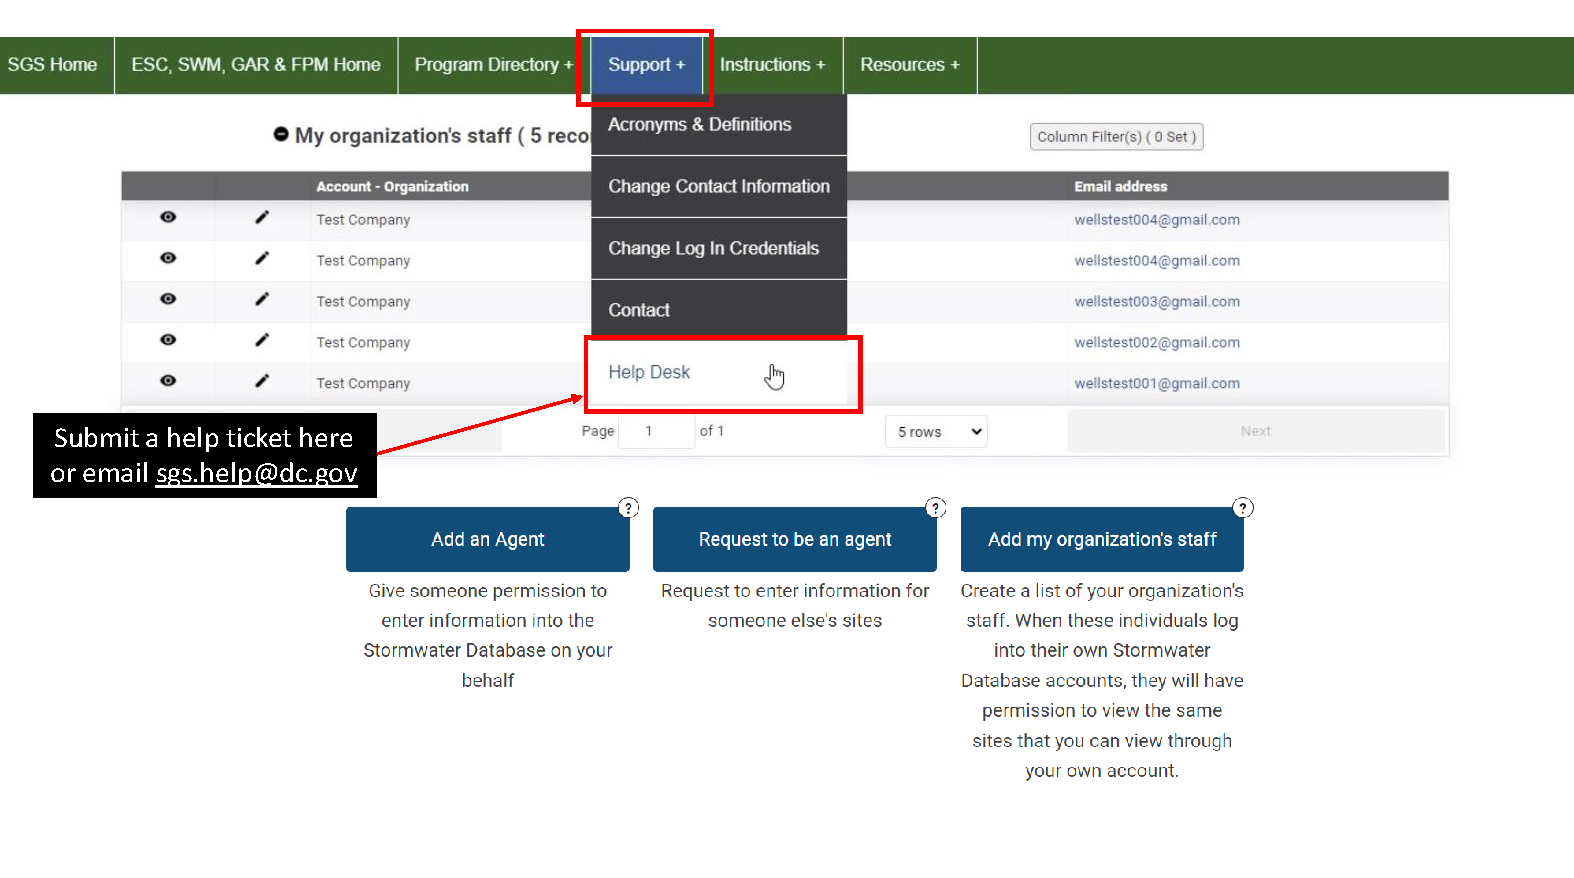 SGS Home
ESC, SWM, GAR & FPM Home
Program Directory +
Support +
Instructions +
Resources +
Acronyms & Definitions
Change Contact Information
Change Log In Credentials
Contact
Help Desk
My organization's staff ( 5 reco
Column Filter(s) ( 0 Set )
Account - Organization
Email address
Test Company
wellstest004@gmail.com
Test Company
wellstest004@gmail.com
Test Company
wellstest003@gmail.com
Test Company
wellstest002@gmail.com
Test Company
wellstest001@gmail.com
Submit a help ticket here
or email sgs.help@dc.gov
Page 1 of 1
5 rows
Next
Add an Agent
?
Give someone permission to
enter information into the
Stormwater Database on your
behalf
Request to be an agent
?
Request to enter information for
someone else's sites
Add my organization's staff
?
Create a list of your organization's
staff. When these individuals log
into their own Stormwater
Database accounts, they will have
permission to view the same
sites that you can view through
your own account.